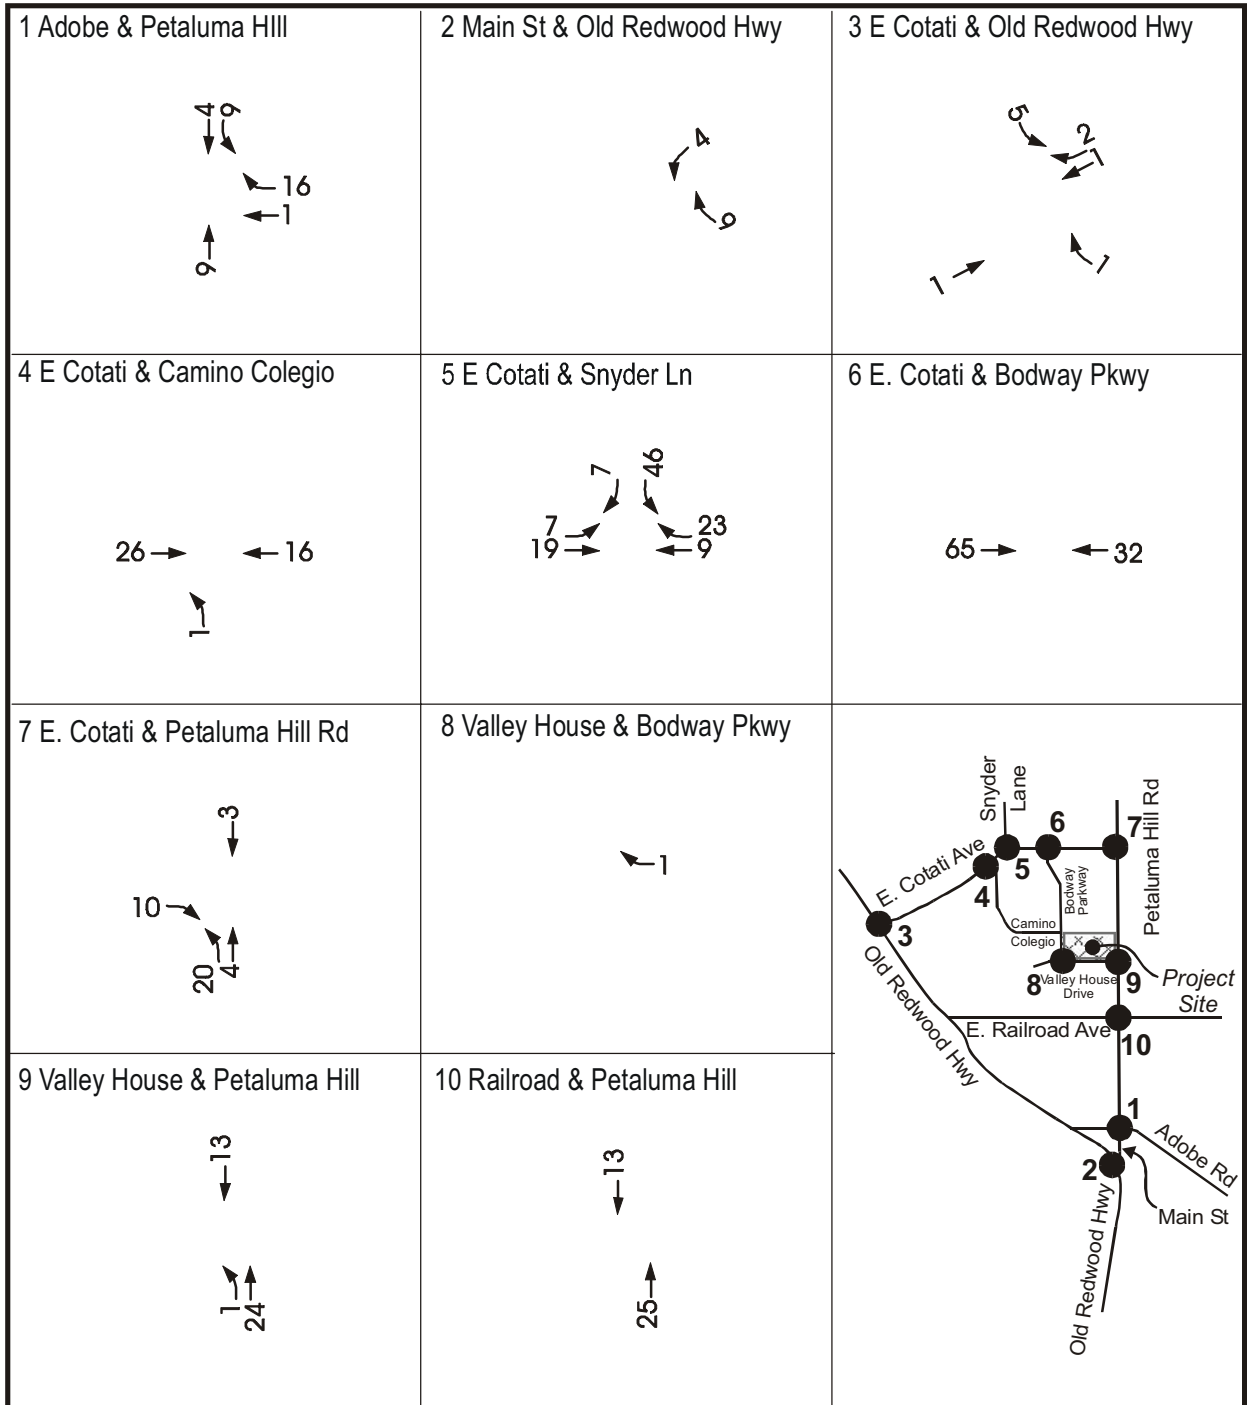 1 Adobe & Petaluma HIll
4
9
16
1
9
2 Main St & Old Redwood Hwy
4
9
3 E Cotati & Old Redwood Hwy
5
2
1
1
1
4 E Cotati & Camino Colegio
26
16
1
5 E Cotati & Snyder Ln
7
46
7
23
19
9
6 E. Cotati & Bodway Pkwy
65
32
7 E. Cotati & Petaluma Hill Rd
3
10
20
4
8 Valley House & Bodway Pkwy
1
9 Valley House & Petaluma Hill
13
1
24
10 Railroad & Petaluma Hill
13
25
Snyder
Lane
Petaluma Hill Rd
6
7
E. Cotati Ave
5
4
Bodway
Parkway
3
Camino
Colegio
Old Redwood Hwy
8
Valley House
Drive
9
Project
Site
E. Railroad Ave
10
1
Adobe Rd
2
Main St
Old Redwood Hwy